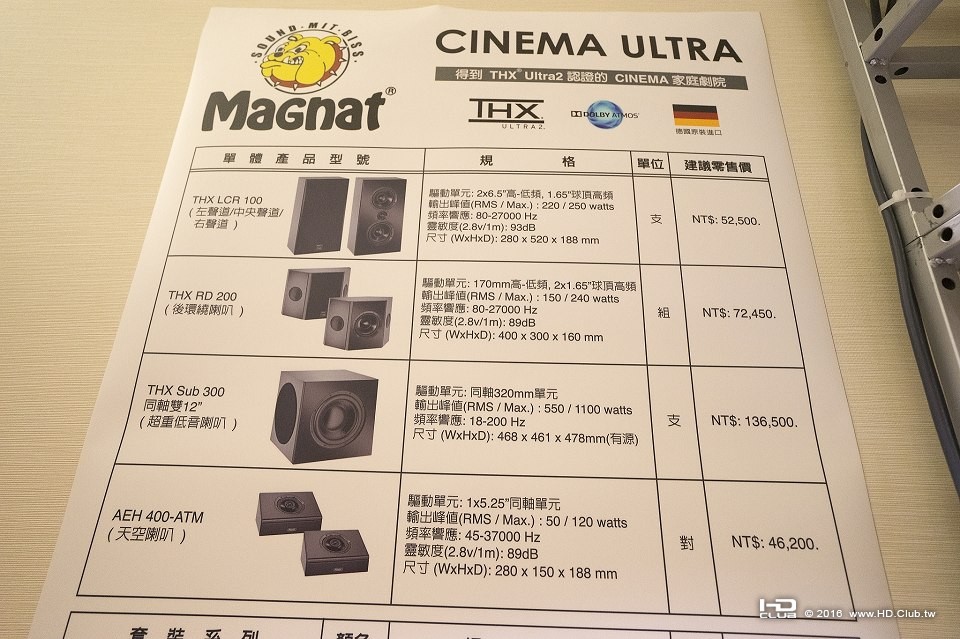 SOUND · MIT · BISS.
Magnat®
CINEMA ULTRA
得到 THX® Ultra2 認證的 CINEMA 家庭劇院
THX
ULTRA2.
DOLBY ATMOS
德國原裝進口
單體產品型號 規格 單位 建議零售價
THX LCR 100
( 左聲道/中央聲道/
右聲道 )
驅動單元: 2x6.5"高-低頻, 1.65"球頂高頻
輸出峰值(RMS / Max.) : 220 / 250 watts
頻率響應: 80-27000 Hz
靈敏度(2.8v/1m): 93dB
尺寸 (WxHxD): 280 x 520 x 188 mm
支
NT$: 52,500.
THX RD 200
( 後環繞喇叭 )
驅動單元: 170mm高-低頻, 2x1.65"球頂高頻
輸出峰值(RMS / Max.) : 150 / 240 watts
頻率響應: 80-27000 Hz
靈敏度(2.8v/1m): 89dB
尺寸 (WxHxD): 400 x 300 x 160 mm
組
NT$: 72,450.
THX Sub 300
同軸雙12"
( 超重低音喇叭 )
驅動單元: 同軸320mm單元
輸出峰值(RMS / Max.) : 550 / 1100 watts
頻率響應: 18-200 Hz
尺寸 (WxHxD): 468 x 461 x 478mm(有源)
支
NT$: 136,500.
AEH 400-ATM
( 天空喇叭 )
驅動單元: 1x5.25"同軸單元
輸出峰值(RMS / Max.) : 50 / 120 watts
頻率響應: 45-37000 Hz
靈敏度(2.8v/1m): 89dB
尺寸 (WxHxD): 280 x 150 x 188 mm
對
NT$: 46,200.
套裝系列 顏色
HD CLUB © 2016 www.HD.Club.tw